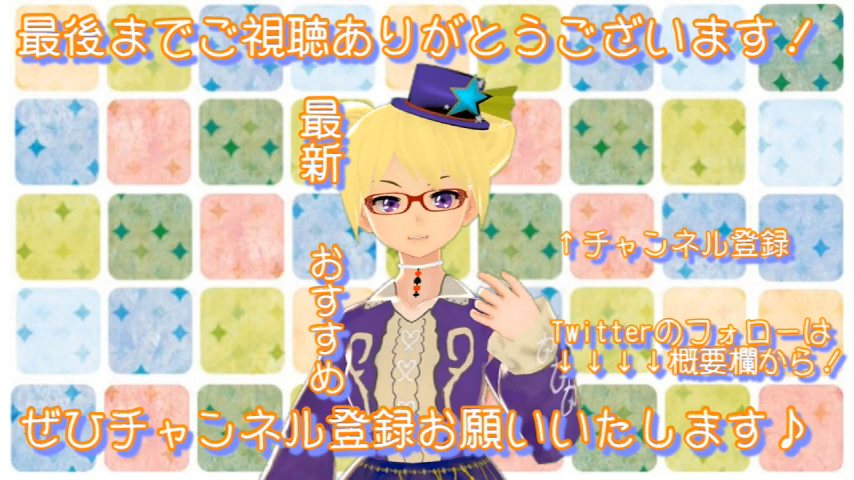 最後までご視聴ありがとうございます！
最新
おすすめ
↑チャンネル登録
Twitterのフォローは
↓↓↓↓概要欄から！
ぜひチャンネル登録お願いいたします♪